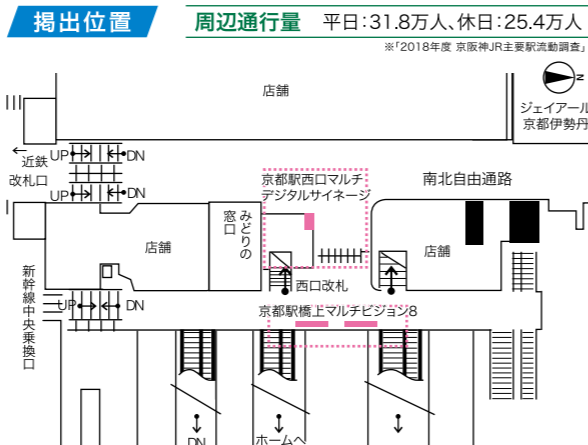 掲出位置
周辺通行量 平日:31.8万人、休日:25.4万人
※「2018年度 京阪神JR主要駅流動調査」
店舗
N
ジェイアール
京都伊勢丹
近鉄
改札口
UP
DN
UP
DN
京都駅西口マルチ
デジタルサイネージ
南北自由通路
みどりの
窓口
店舗
店舗
西口改札
新幹線中央乗換口
UP
DN
京都駅橋上マルチビジョン8
DN
ホームへ